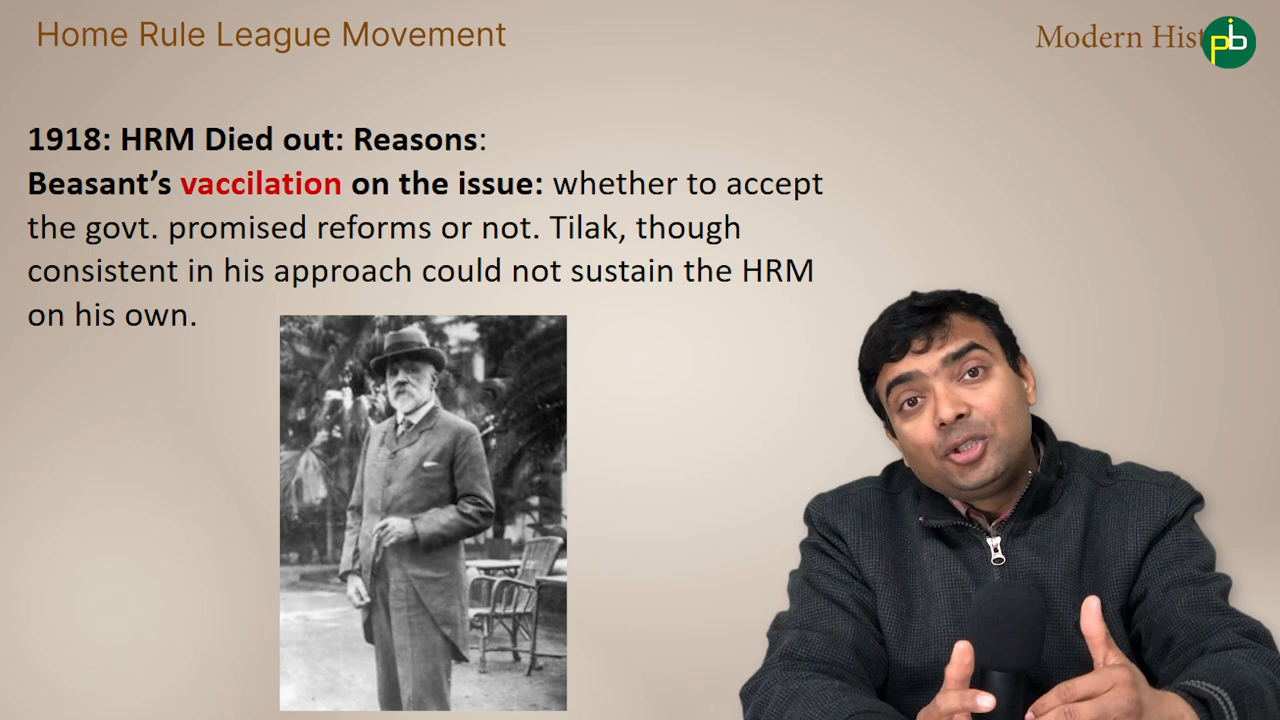 Home Rule League Movement
Modern Hist
pib
1918: HRM Died out: Reasons:
Beasant’s vaccilation on the issue: whether to accept
the govt. promised reforms or not. Tilak, though
consistent in his approach could not sustain the HRM
on his own.